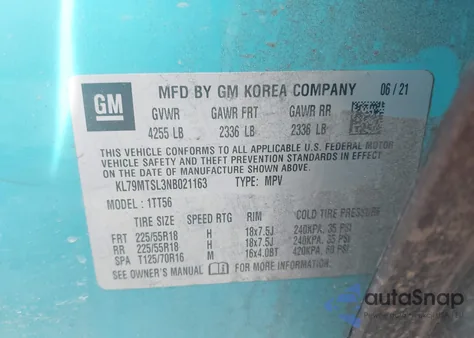 GM
MFD BY GM KOREA COMPANY 06/21
GVWR GAWR FRT GAWR RR
4255 LB 2336 LB 2336 LB
THIS VEHICLE CONFORMS TO ALL APPLICABLE U.S. FEDERAL MOTOR
VEHICLE SAFETY AND THEFT PREVENTION STANDARDS IN EFFECT ON
THE DATE OF MANUFACTURE SHOWN ABOVE.
KL79MTSL3NB021163 TYPE: MPV
MODEL: 1TT56
TIRE SIZE SPEED RTG RIM COLD TIRE PRESSURE
FRT 225/55R18 H 18x7.5J 240KPA, 35 PSI
RR 225/55R18 H 18x7.5J 240KPA, 35 PSI
SPA T125/70R16 M 16x4.0BT 420KPA, 60 PSI
SEE OWNER'S MANUAL FOR MORE INFORMATION
autoSnap